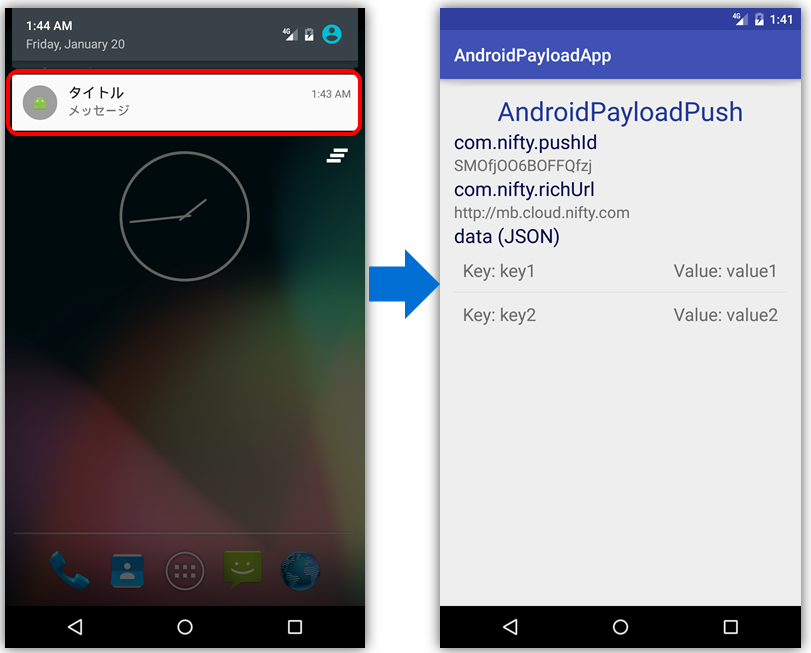 1:44 AM
Friday, January 20
4G
タイトル
1:43 AM
メッセージ
4G 1:41
AndroidPayloadApp
AndroidPayloadPush
com.nifty.pushId
SMOfjOO6BOFFQfzj
com.nifty.richUrl
http://mb.cloud.nifty.com
data (JSON)
Key: key1 Value: value1
Key: key2 Value: value2